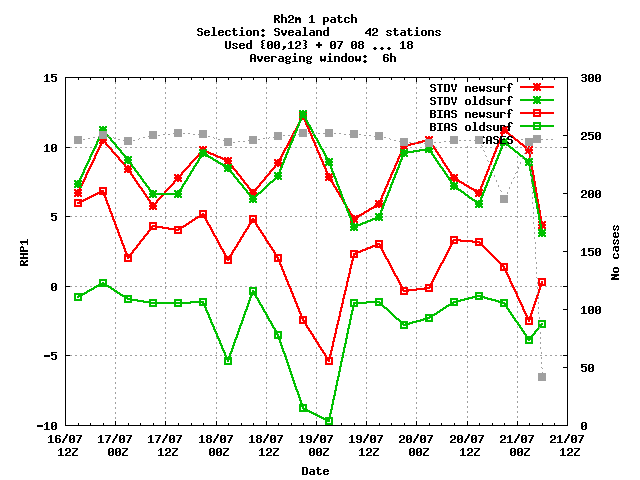 Rh2m 1 patch
Selection: Svealand     42 stations
Used {00,12} + 07 08 ... 18
Averaging window:  6h
STDV newsurf
STDV oldsurf
BIAS newsurf
BIAS oldsurf
CASES
15
10
5
0
-5
-10
RHP1
300
250
200
150
100
50
0
No cases
16/07 17/07 17/07 18/07 18/07 19/07 19/07 20/07 20/07 21/07 21/07
12Z 00Z 12Z 00Z 12Z 00Z 12Z 00Z 12Z 00Z 12Z
Date